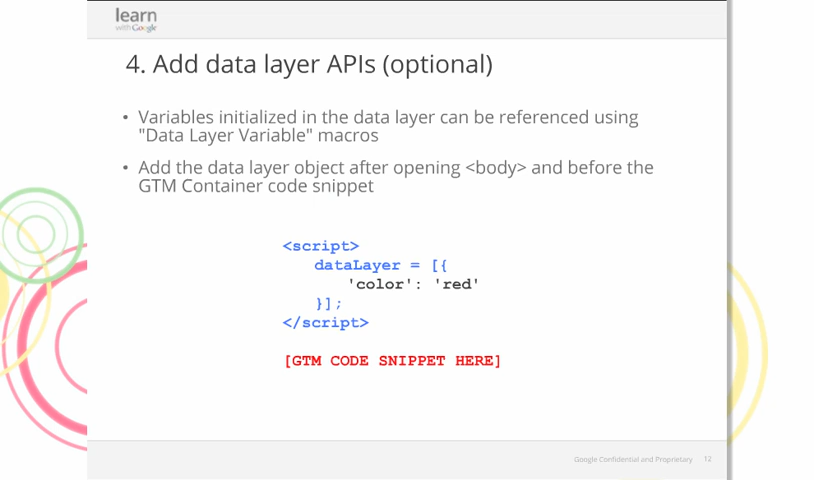 learn
with Google
4. Add data layer APIs (optional)
• Variables initialized in the data layer can be referenced using
"Data Layer Variable" macros
• Add the data layer object after opening <body> and before the
GTM Container code snippet
<script>
dataLayer = [{
'color': 'red'
}];
</script>
[GTM CODE SNIPPET HERE]
Google Confidential and Proprietary 12